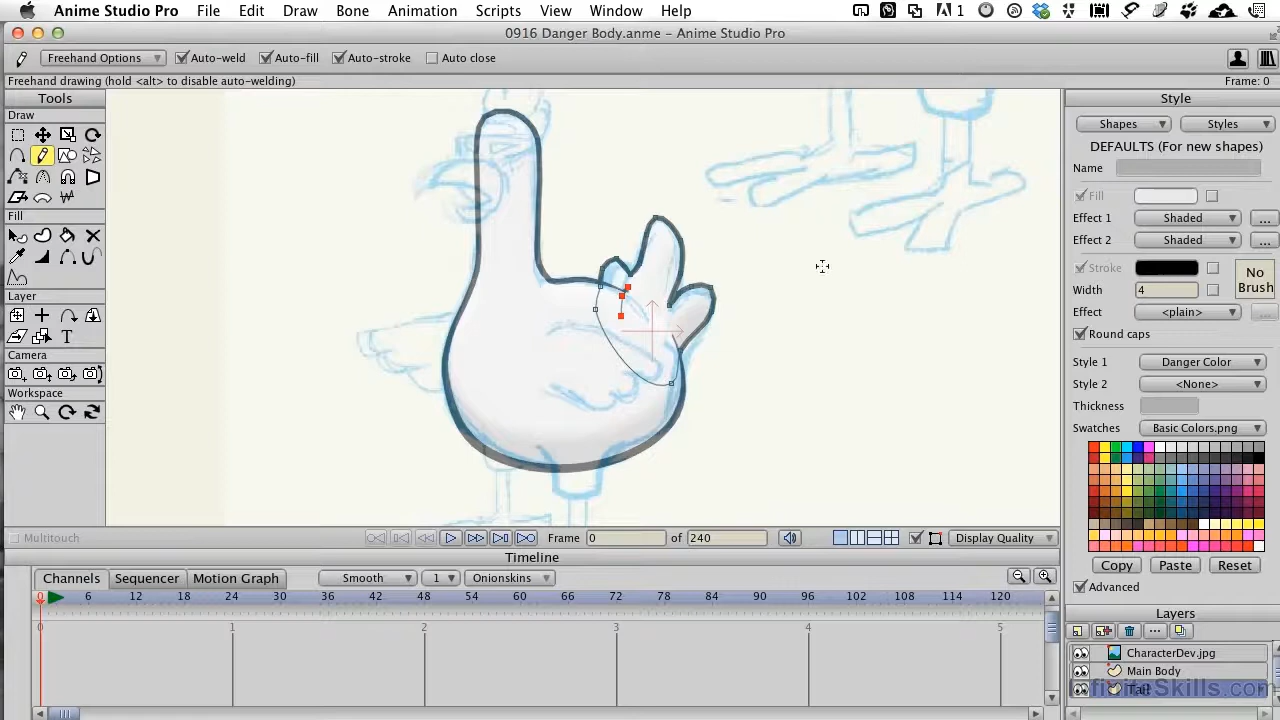 Anime Studio Pro File Edit Draw Bone Animation Scripts View Window Help 1
0916 Danger Body.anme – Anime Studio Pro
Freehand Options Auto-weld Auto-fill Auto-stroke Auto close
Freehand drawing (hold <alt> to disable auto-welding) Frame: 0
Tools
Draw
Fill
Layer
T
Camera
Workspace
Style
Shapes Styles
DEFAULTS (For new shapes)
Name
Fill
Effect 1 Shaded ...
Effect 2 Shaded ...
Stroke
No
Brush
Width 4
Effect <plain> ...
Round caps
Style 1 Danger Color
Style 2 <None>
Thickness
Swatches Basic Colors.png
Copy Paste Reset
Advanced
Layers
CharacterDev.jpg
Main Body
Tail
InfiniteSkills.com
Multitouch Frame 0 of 240 Display Quality
Timeline
Channels Sequencer Motion Graph Smooth 1 Onionskins
0 6 12 18 24 30 36 42 48 54 60 66 72 78 84 90 96 102 108 114 120
0 1 2 3 4 5